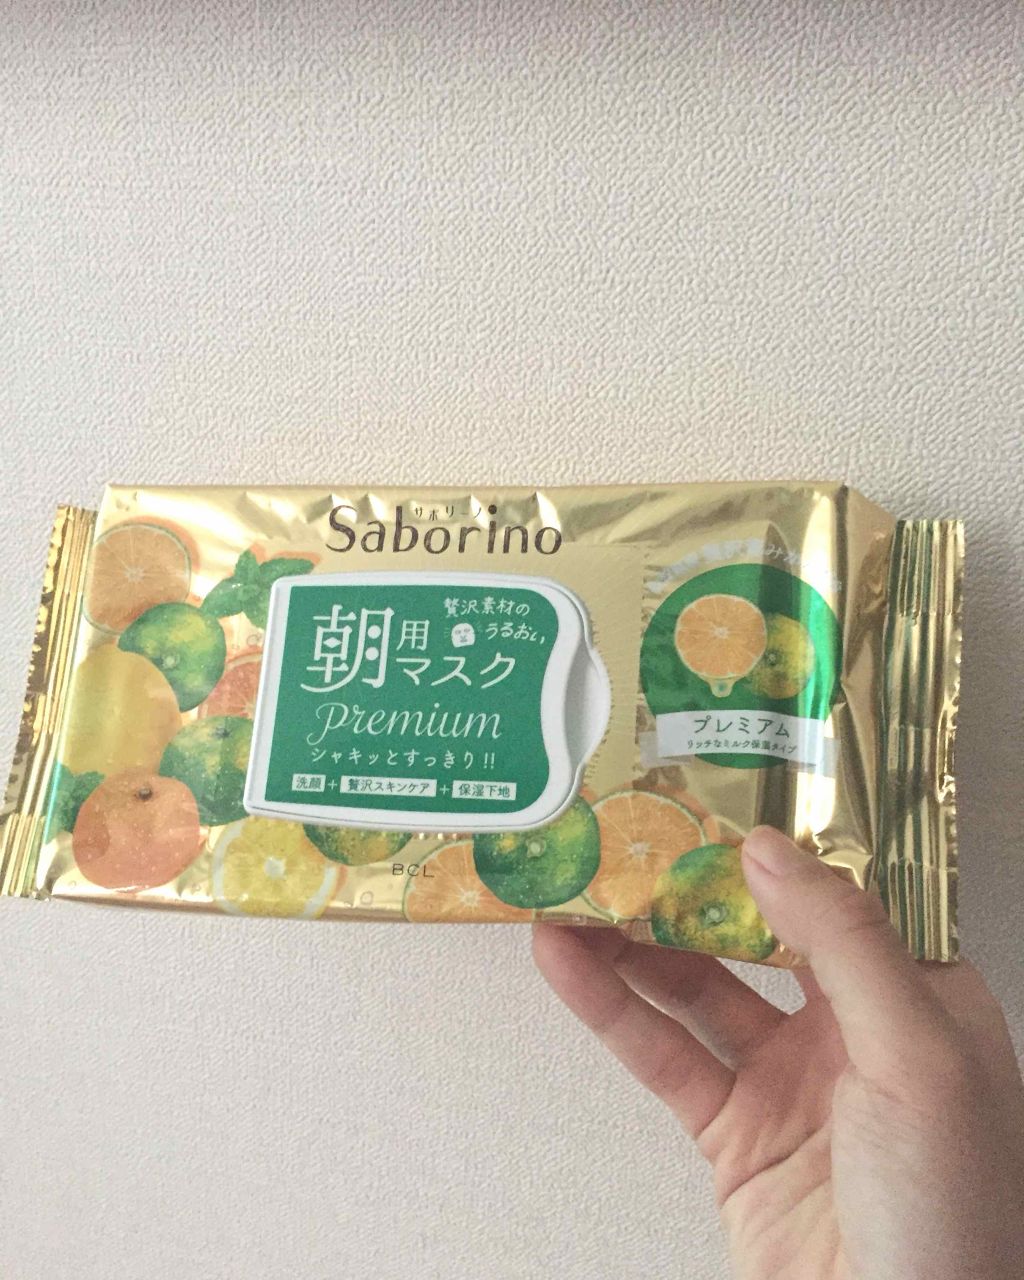 サボリーノ
Saborino
朝用マスク
贅沢素材の
うるおい
premium
シャキッとすっきり!!
洗顔 + 贅沢スキンケア + 保湿下地
プレミアム
リッチなミルク保湿タイプ
BCL